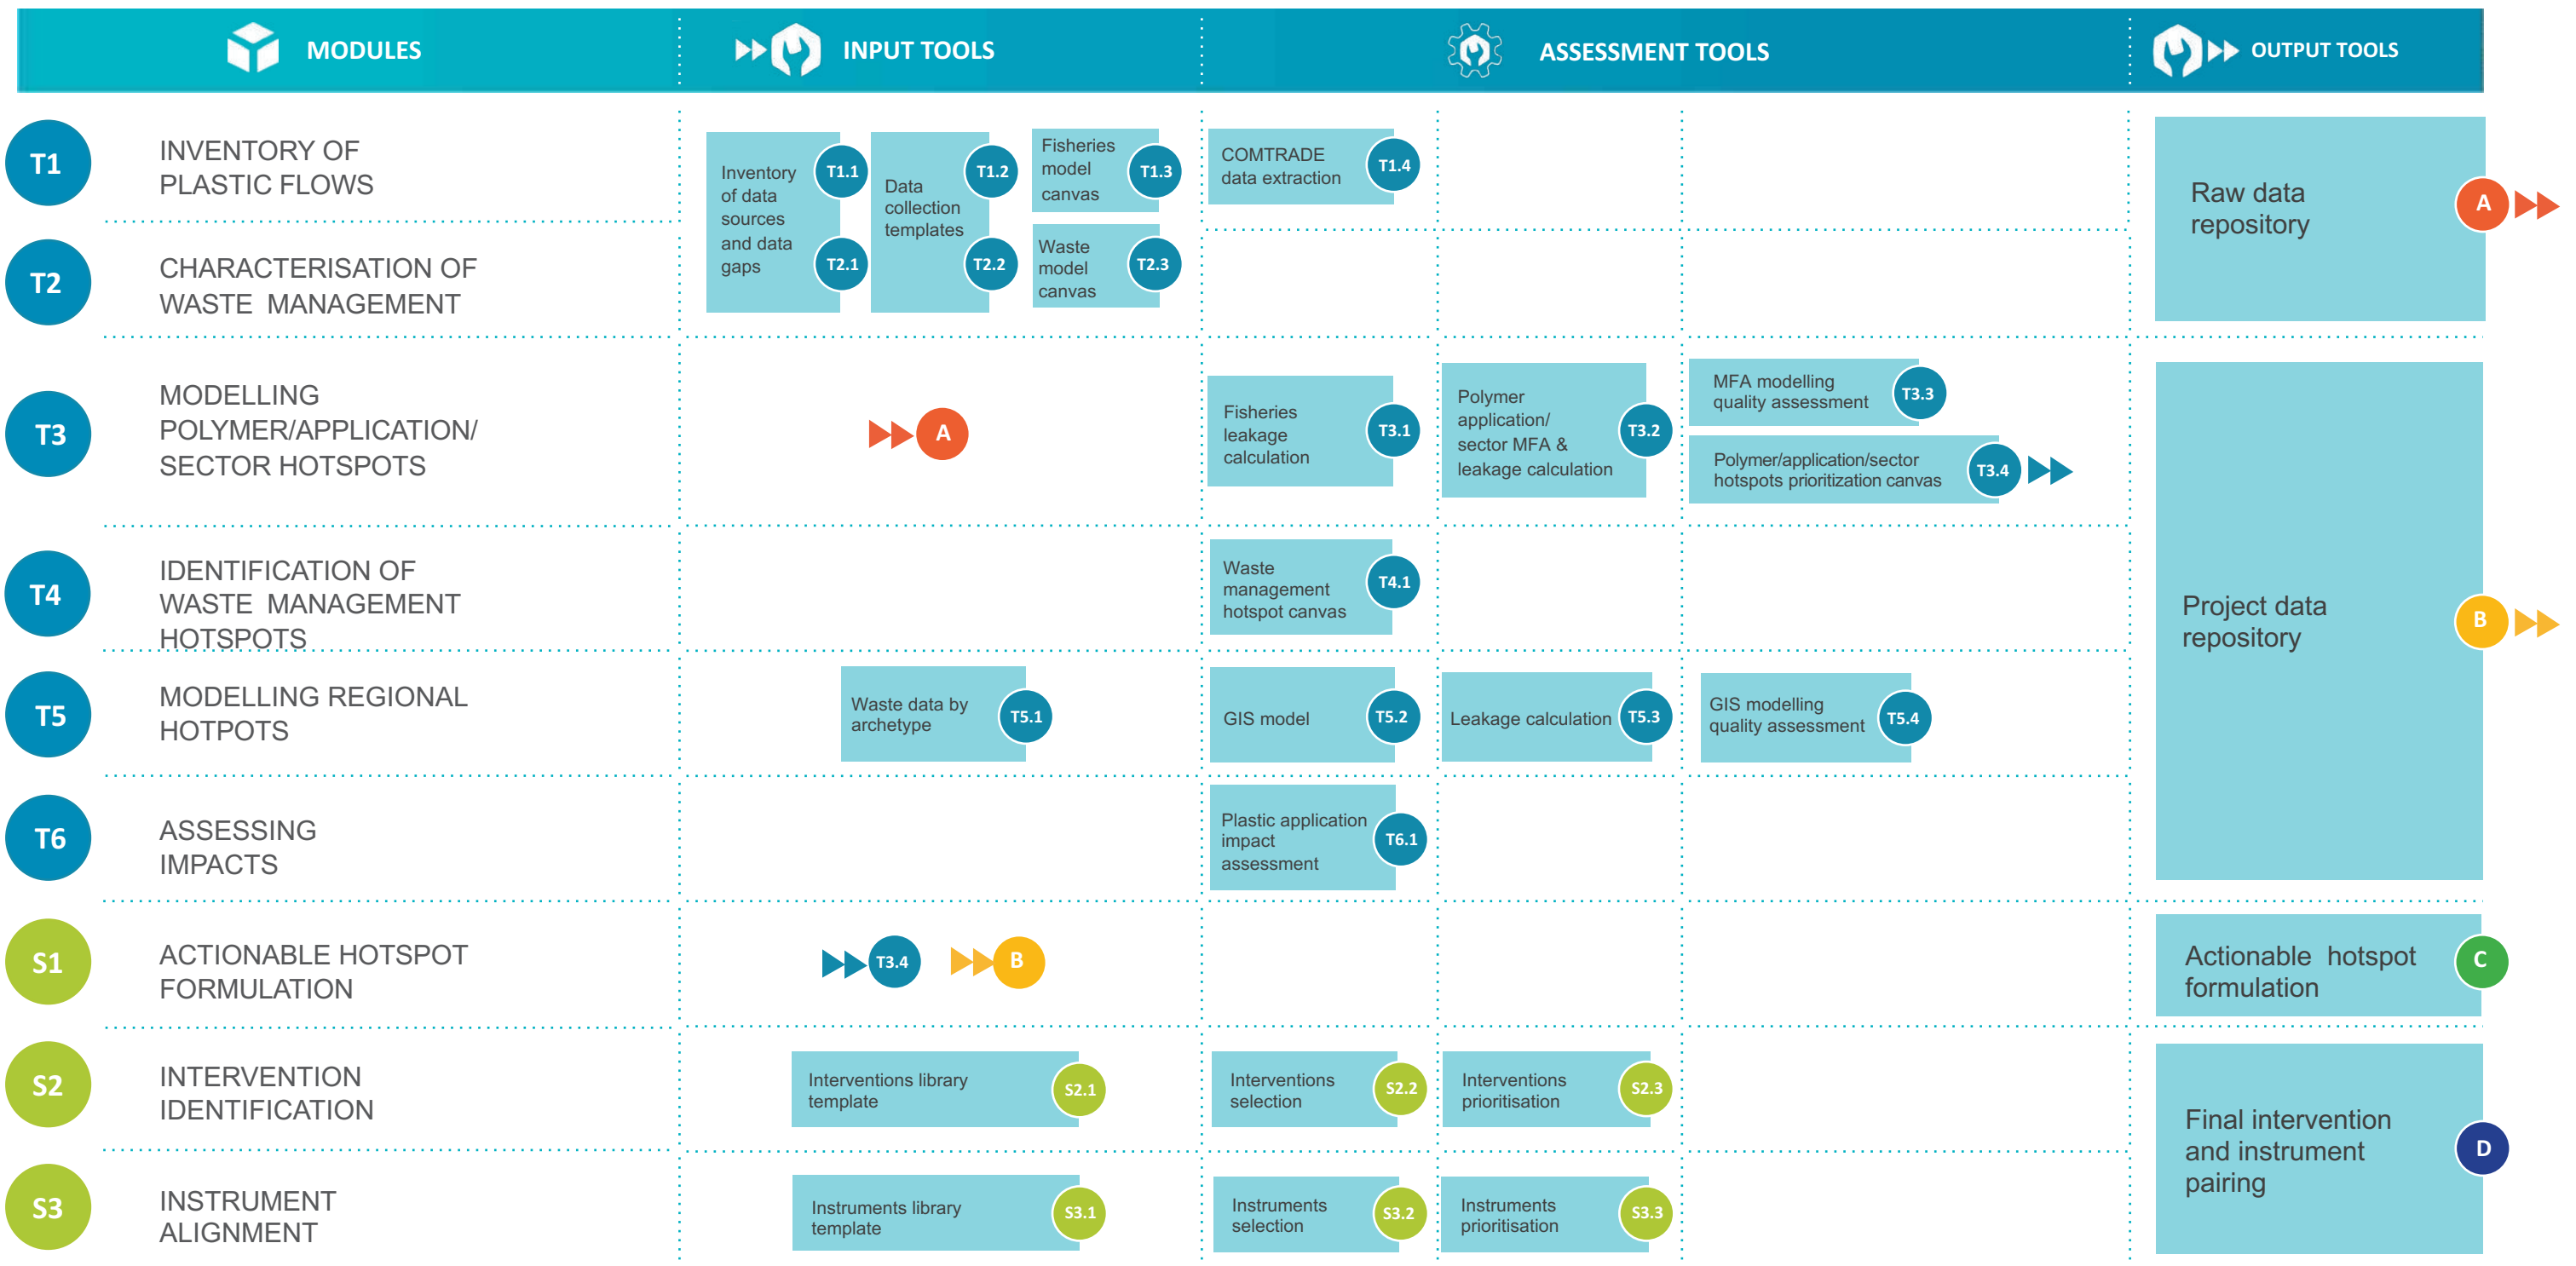 MODULES
INPUT TOOLS
ASSESSMENT TOOLS
OUTPUT TOOLS
T1
INVENTORY OF
PLASTIC FLOWS
Inventory
of data
sources
and data
gaps
T1.1
T2.1
Data
collection
templates
T1.2
T2.2
Fisheries
model
canvas
T1.3
COMTRADE
data extraction
T1.4
Raw data
repository
A
T2
CHARACTERISATION OF
WASTE MANAGEMENT
Waste
model
canvas
T2.3
T3
MODELLING
POLYMER/APPLICATION/
SECTOR HOTSPOTS
A
Fisheries
leakage
calculation
T3.1
Polymer
application/
sector MFA &
leakage calculation
T3.2
MFA modelling
quality assessment
T3.3
Polymer/application/sector
hotspots prioritization canvas
T3.4
Project data
repository
B
T4
IDENTIFICATION OF
WASTE MANAGEMENT
HOTSPOTS
Waste
management
hotspot canvas
T4.1
T5
MODELLING REGIONAL
HOTPOTS
Waste data by
archetype
T5.1
GIS model
T5.2
Leakage calculation
T5.3
GIS modelling
quality assessment
T5.4
T6
ASSESSING
IMPACTS
Plastic application
impact
assessment
T6.1
S1
ACTIONABLE HOTSPOT
FORMULATION
T3.4
B
Actionable hotspot
formulation
C
S2
INTERVENTION
IDENTIFICATION
Interventions library
template
S2.1
Interventions
selection
S2.2
Interventions
prioritisation
S2.3
Final intervention
and instrument
pairing
D
S3
INSTRUMENT
ALIGNMENT
Instruments library
template
S3.1
Instruments
selection
S3.2
Instruments
prioritisation
S3.3